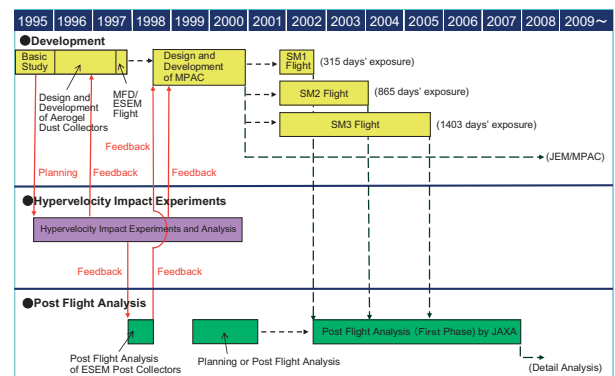 1995 1996 1997 1998 1999 2000 2001 2002 2003 2004 2005 2006 2007 2008 2009～
●Development
Basic
Study
Design and
Development
of Aerogel
Dust Collectors
MFD/
ESEM
Flight
Design and
Development
of MPAC
SM1
Flight
(315 days' exposure)
SM2 Flight
(865 days' exposure)
SM3 Flight
(1403 days' exposure)
Feedback
Planning
Feedback
Feedback
(JEM/MPAC)
●Hypervelocity Impact Experiments
Hypervelocity Impact Experiments and Analysis
Feedback
Feedback
●Post Flight Analysis
Post Flight Analysis (First Phase) by JAXA
Post Flight Analysis
of ESEM Post Collectors
Planning or Post Flight Analysis
(Detail Analysis)